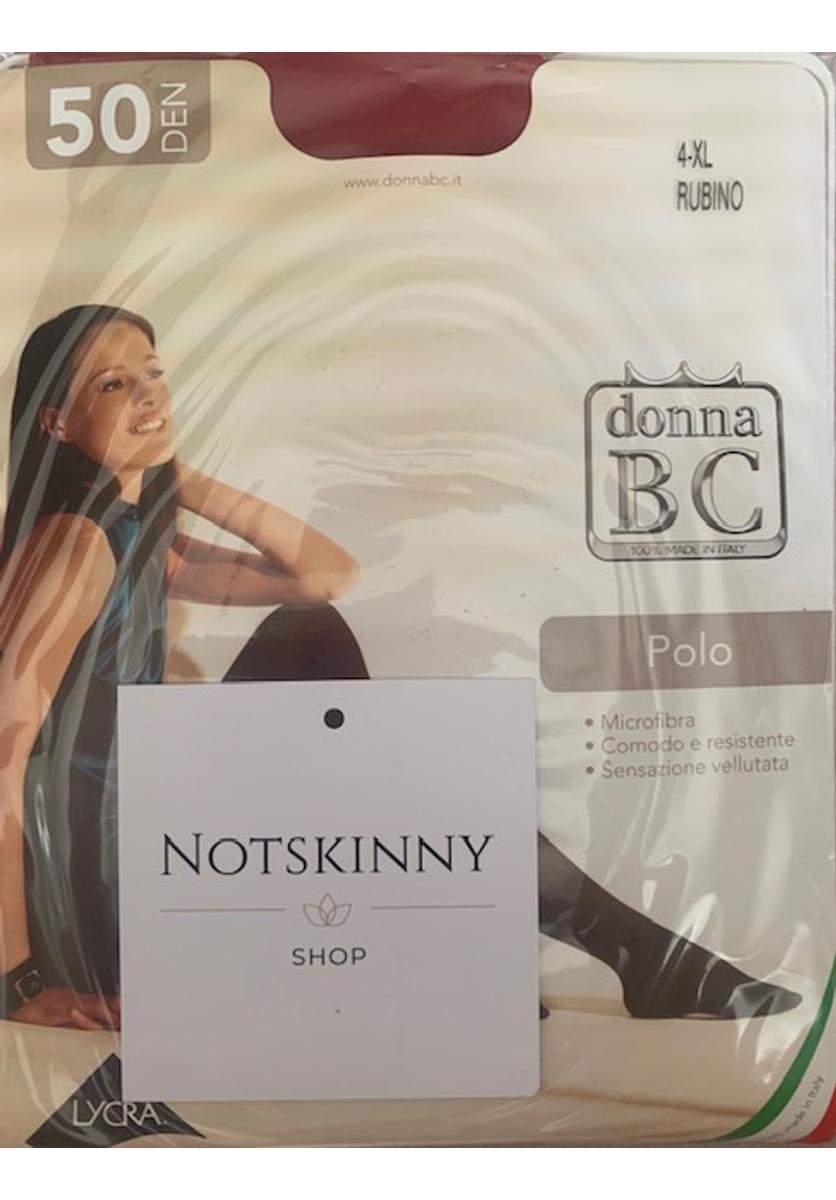 50 DEN
www.donnabc.it
4-XL
RUBINO
donna
BC
100% MADE IN ITALY
Polo
• Microfibra
• Comodo e resistente
• Sensazione vellutata
NOTSKINNY
SHOP
LYCRA
made in Italy